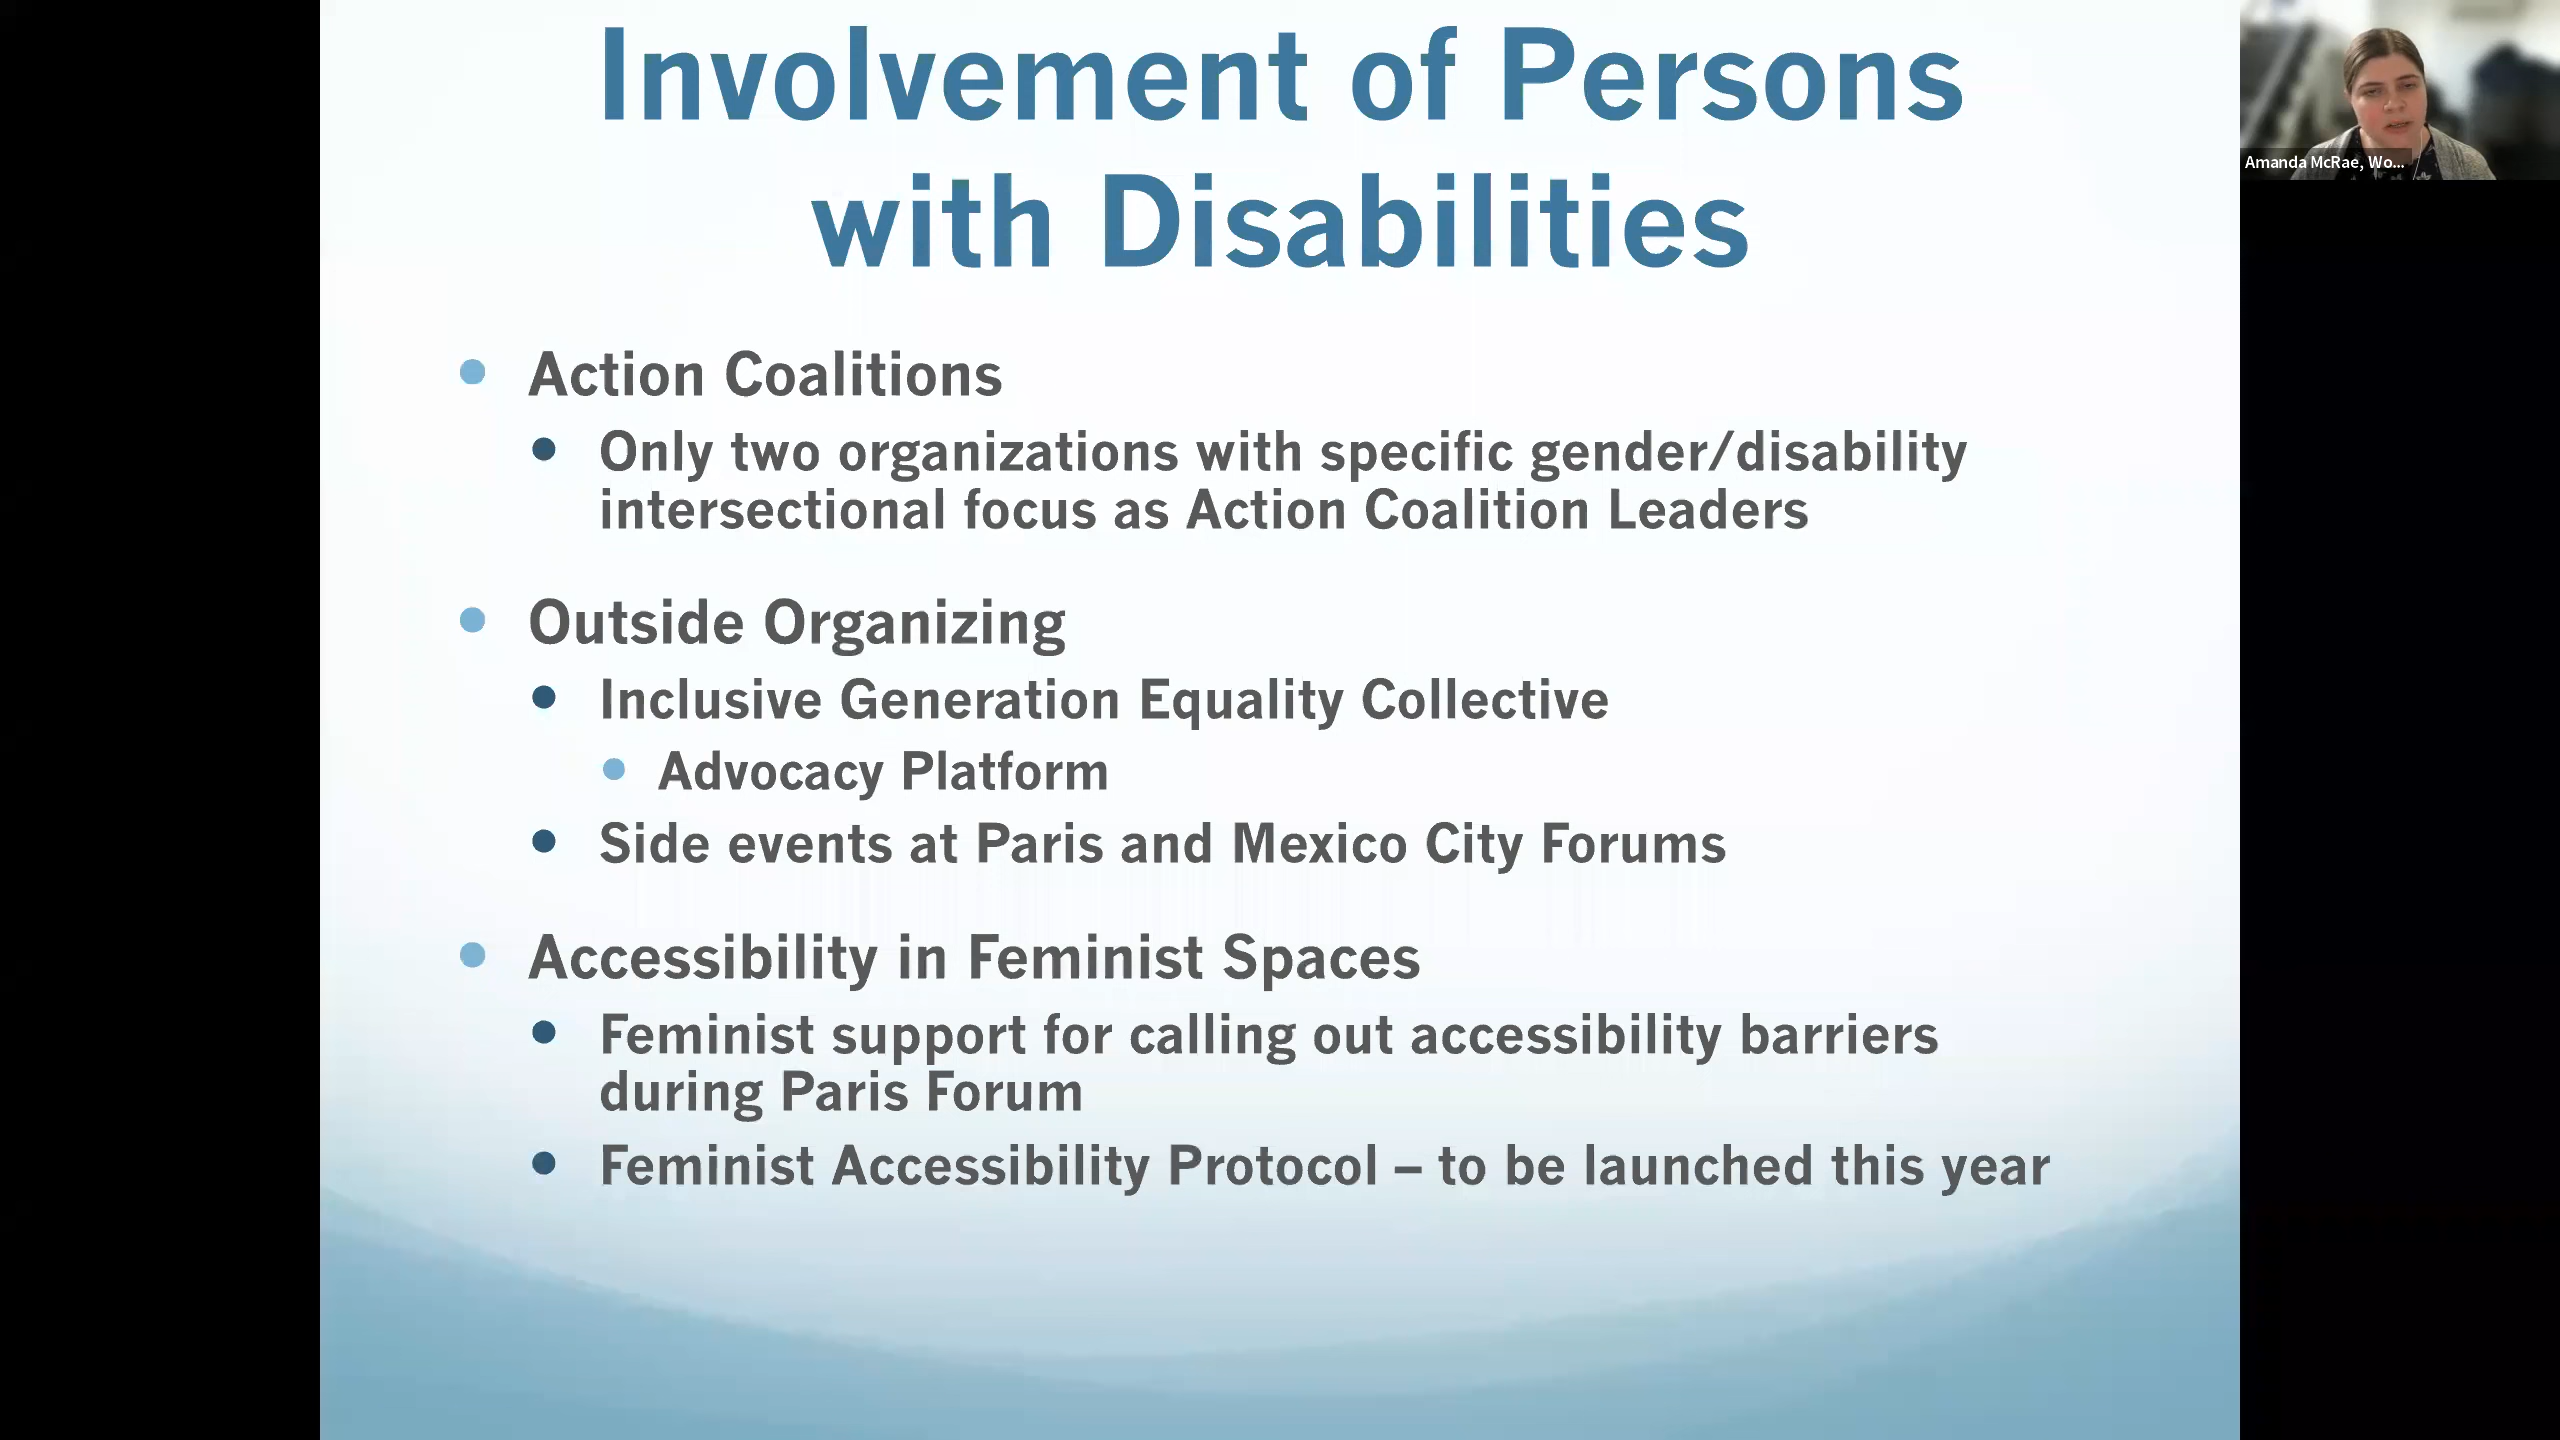 Involvement of Persons
with Disabilities
Amanda McRae, Wo...
• Action Coalitions
• Only two organizations with specific gender/disability
intersectional focus as Action Coalition Leaders
• Outside Organizing
• Inclusive Generation Equality Collective
• Advocacy Platform
• Side events at Paris and Mexico City Forums
• Accessibility in Feminist Spaces
• Feminist support for calling out accessibility barriers
during Paris Forum
• Feminist Accessibility Protocol – to be launched this year